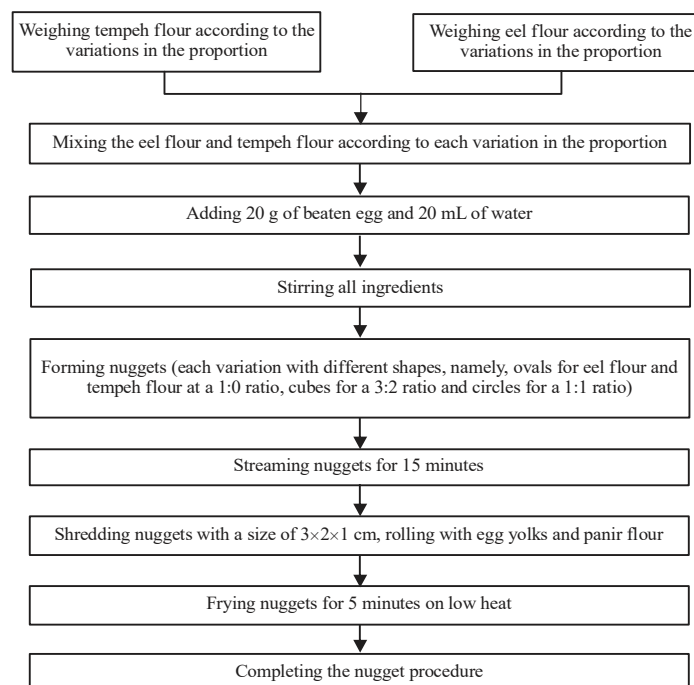 Weighing tempeh flour according to the
variations in the proportion
Weighing eel flour according to the
variations in the proportion
Mixing the eel flour and tempeh flour according to each variation in the proportion
Adding 20 g of beaten egg and 20 mL of water
Stirring all ingredients
Forming nuggets (each variation with different shapes, namely, ovals for eel flour and
tempeh flour at a 1:0 ratio, cubes for a 3:2 ratio and circles for a 1:1 ratio)
Streaming nuggets for 15 minutes
Shredding nuggets with a size of 3×2×1 cm, rolling with egg yolks and panir flour
Frying nuggets for 5 minutes on low heat
Completing the nugget procedure